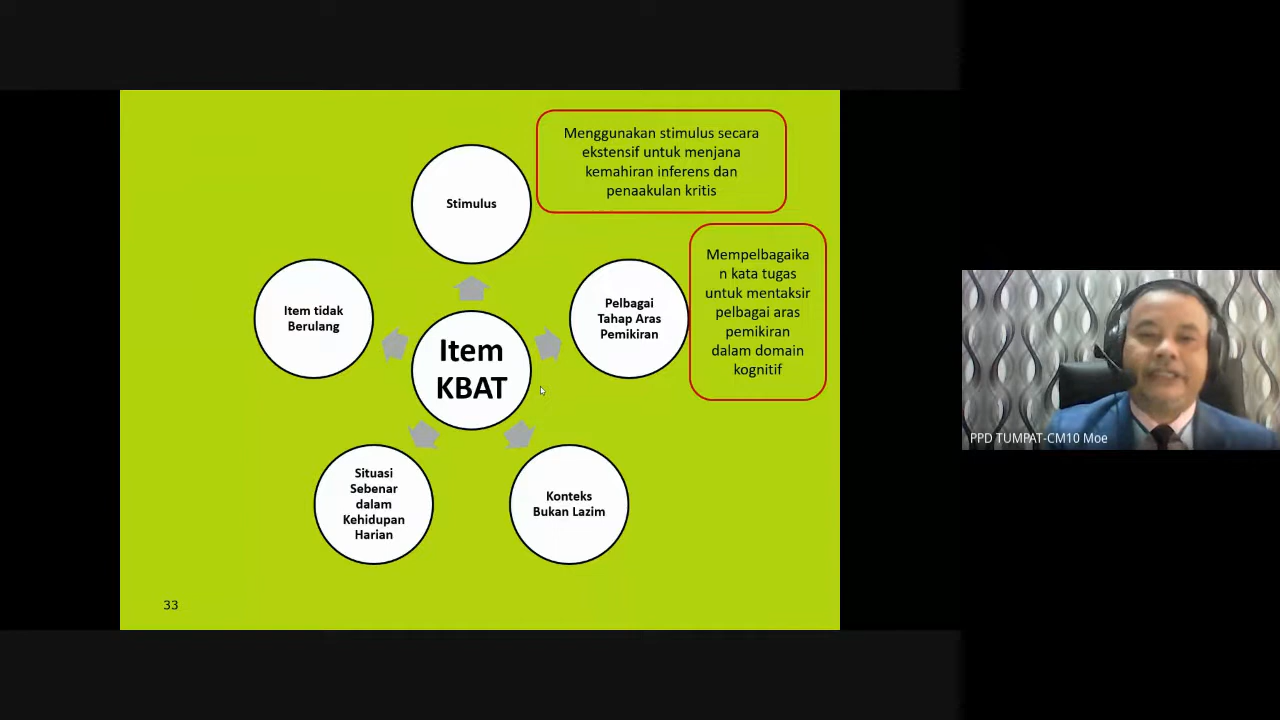 Menggunakan stimulus secara
ekstensif untuk menjana
kemahiran inferens dan
penaakulan kritis
Stimulus
Mempelbagaika
n kata tugas
untuk mentaksir
pelbagai aras
pemikiran
dalam domain
kognitif
Pelbagai
Tahap Aras
Pemikiran
Item tidak
Berulang
Item
KBAT
Situasi
Sebenar
dalam
Kehidupan
Harian
Konteks
Bukan Lazim
33
PPD TUMPAT-CM10 Moe